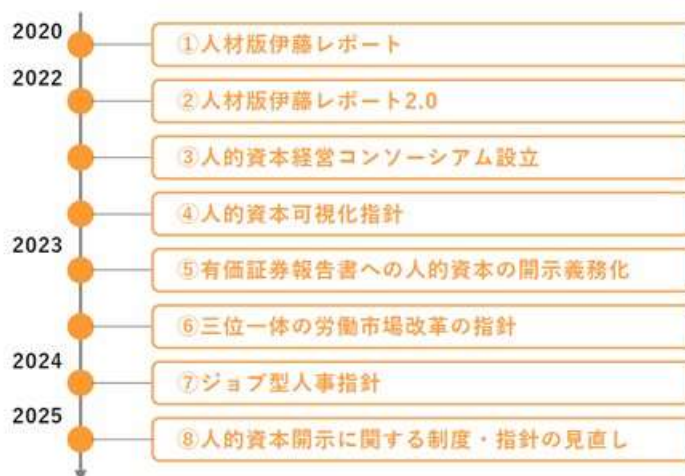 2020
①人材版伊藤レポート
2022
②人材版伊藤レポート2.0
③人的資本経営コンソーシアム設立
④人的資本可視化指針
2023
⑤有価証券報告書への人的資本の開示義務化
⑥三位一体の労働市場改革の指針
2024
⑦ジョブ型人事指針
2025
⑧人的資本開示に関する制度・指針の見直し